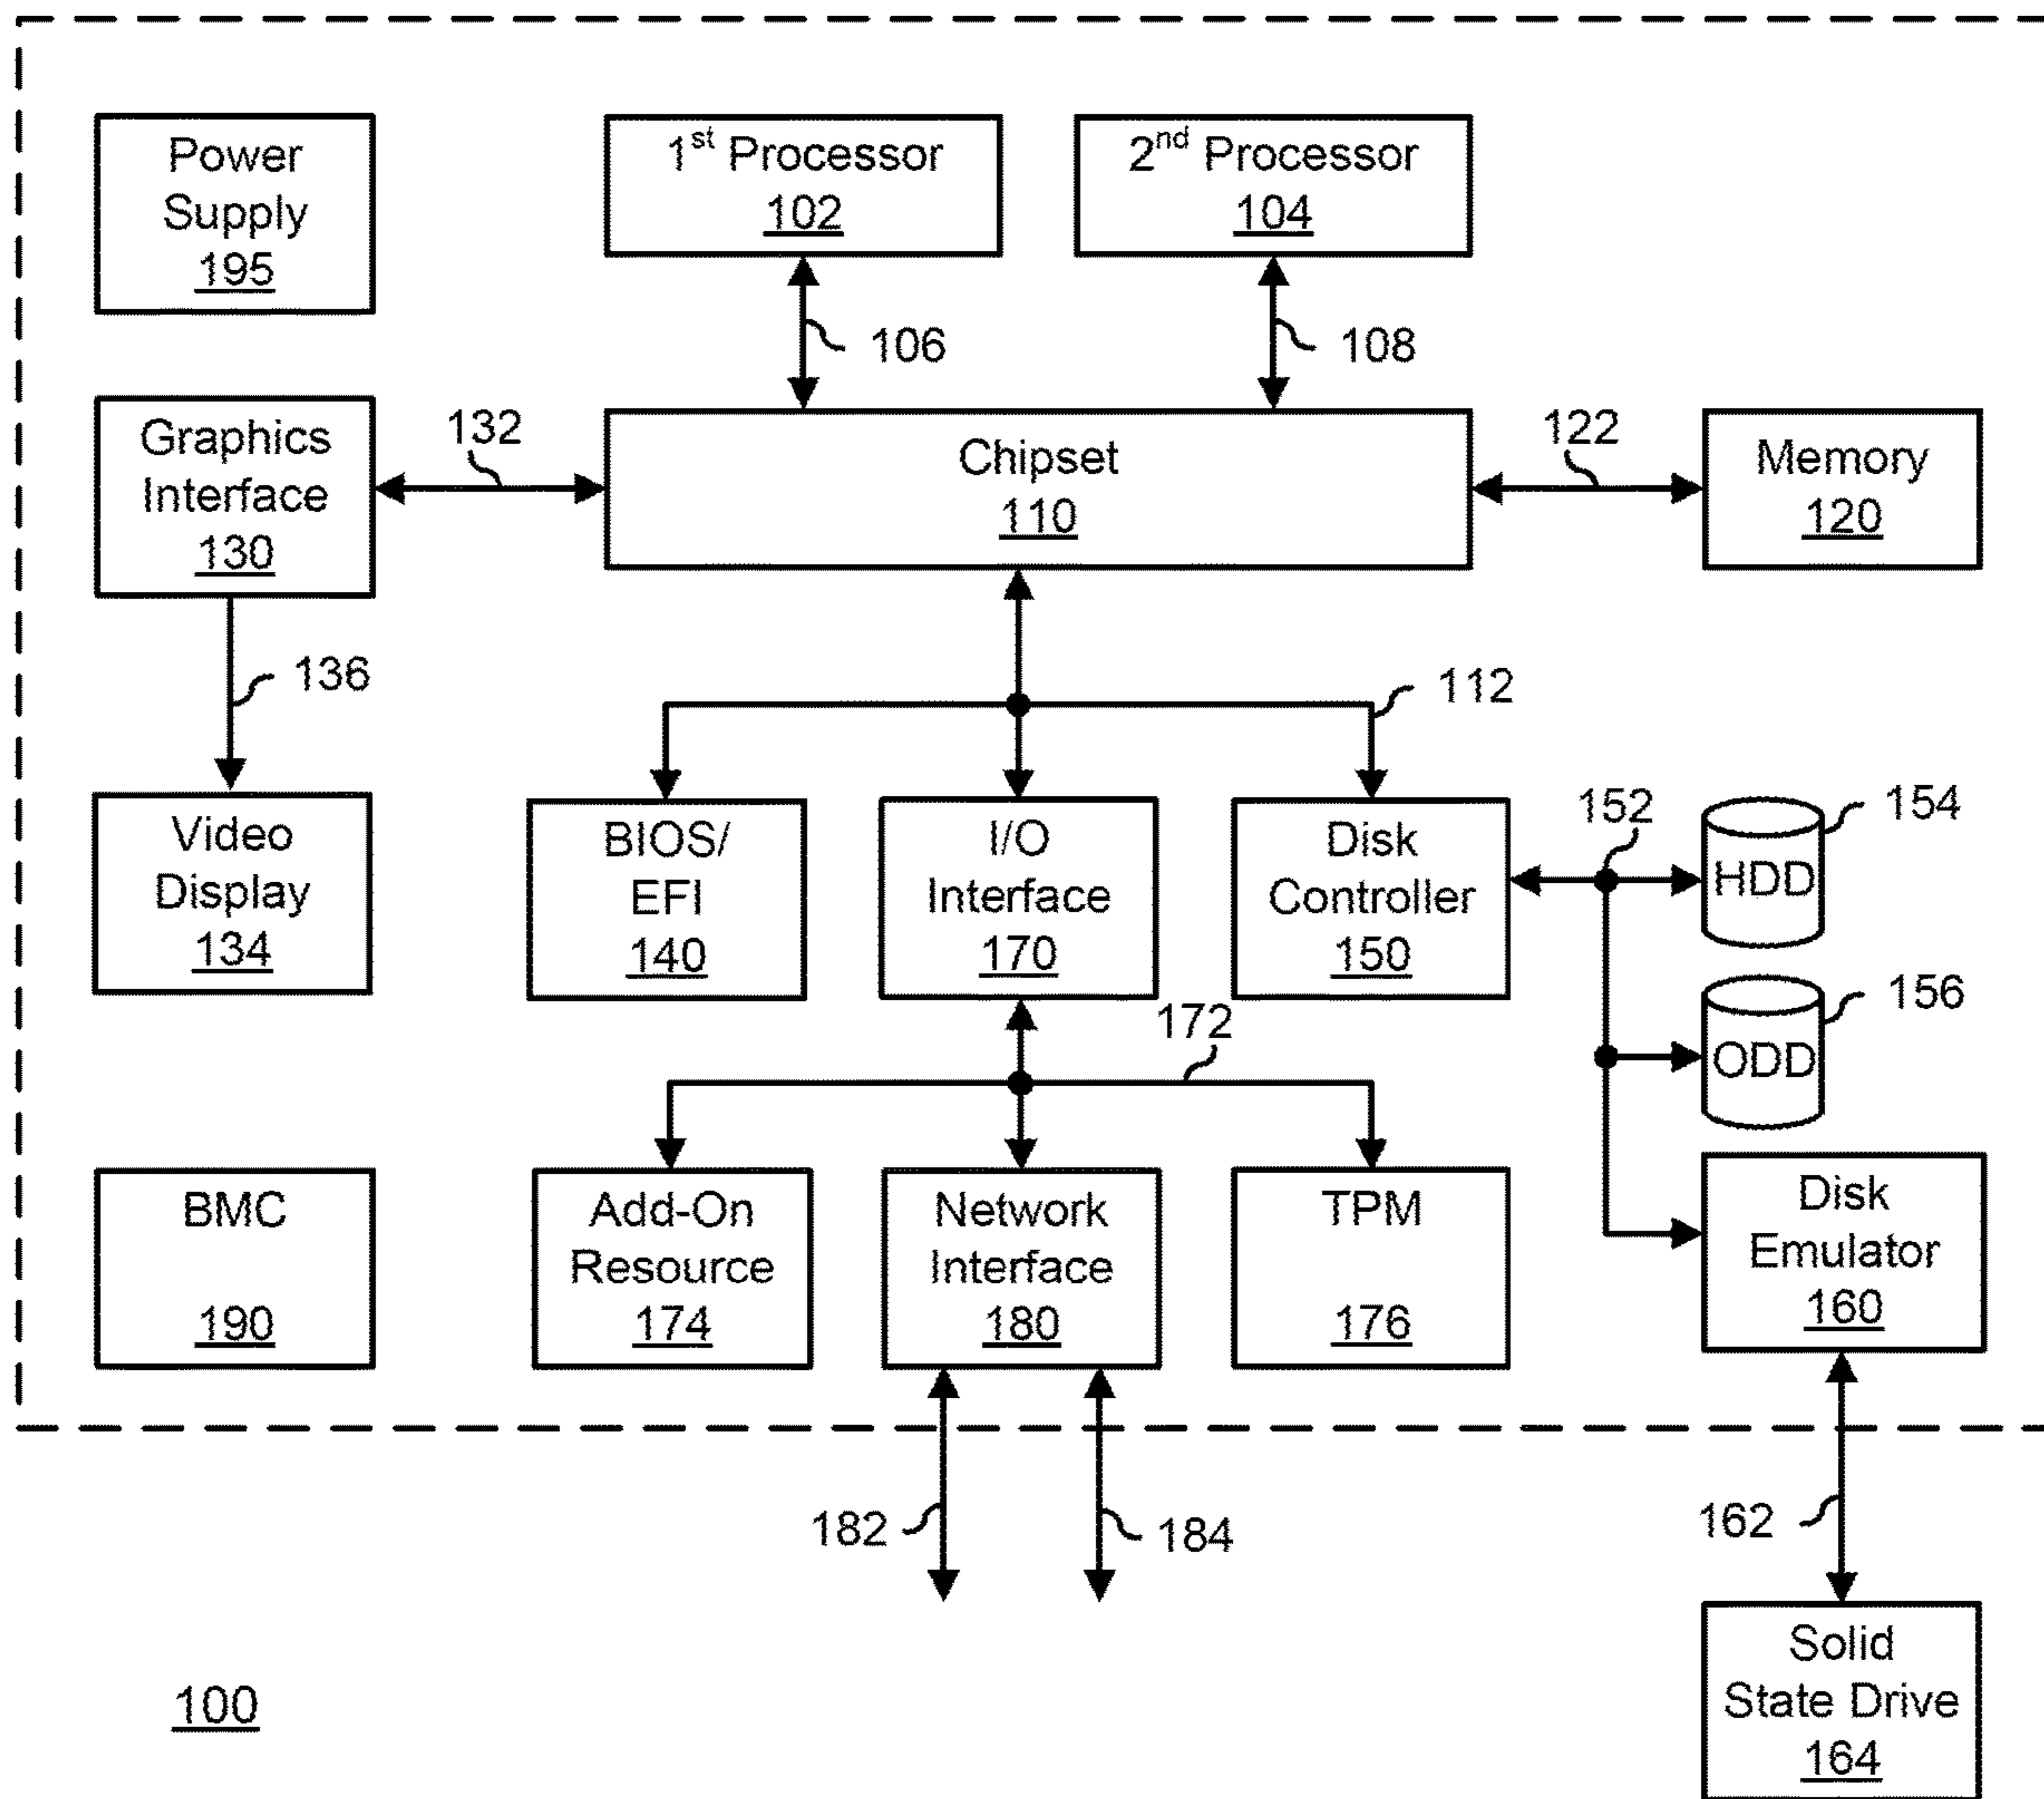 Power
Supply
195
1st Processor
102
2nd Processor
104
106
108
Graphics
Interface
130
132
Chipset
110
122
Memory
120
136
112
Video
Display
134
BIOS/
EFI
140
I/O
Interface
170
Disk
Controller
150
152
HDD
154
ODD
156
172
BMC
190
Add-On
Resource
174
Network
Interface
180
TPM
176
Disk
Emulator
160
182
184
162
Solid
State Drive
164
100